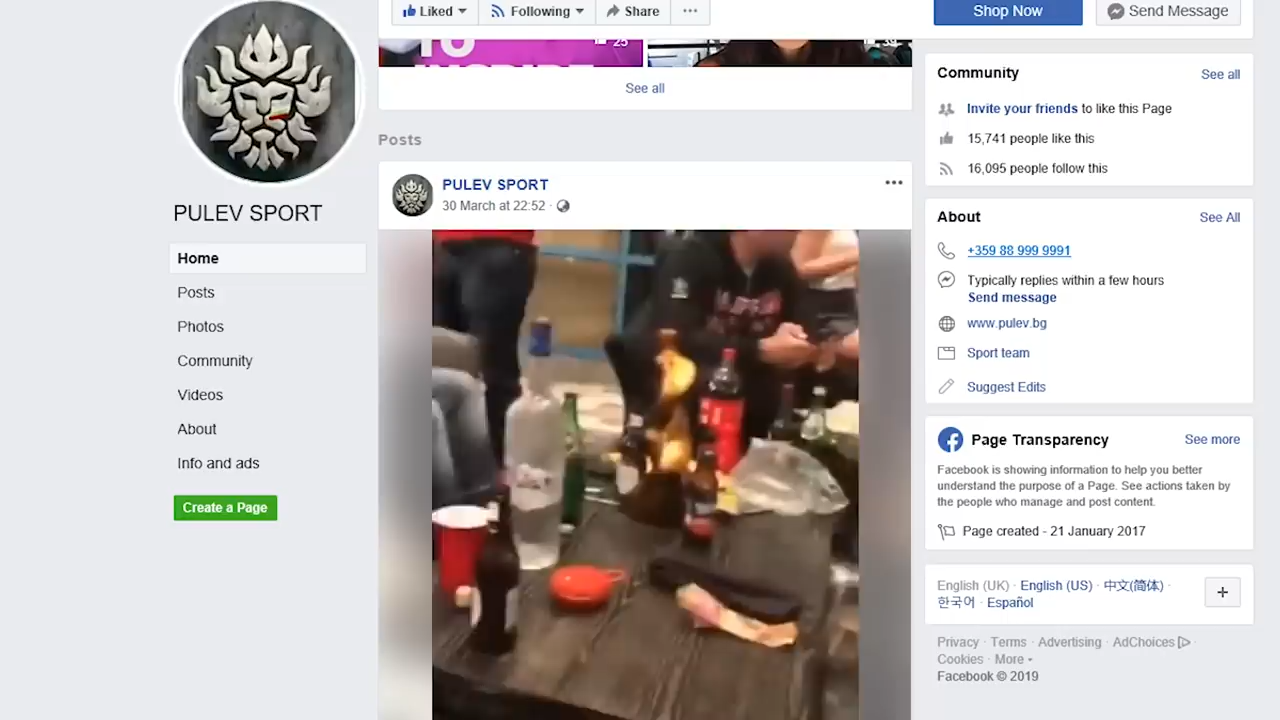 Liked
Following
Share
Shop Now
Send Message
25
See all
Posts
PULEV SPORT
30 March at 22:52
PULEV SPORT
Home
Posts
Photos
Community
Videos
About
Info and ads
Create a Page
Community
See all
Invite your friends to like this Page
15,741 people like this
16,095 people follow this
About
See All
+359 88 999 9991
Typically replies within a few hours
Send message
www.pulev.bg
Sport team
Suggest Edits
Page Transparency
See more
Facebook is showing information to help you better
understand the purpose of a Page. See actions taken by
the people who manage and post content.
Page created - 21 January 2017
English (UK) · English (US) · 中文(简体) ·
한국어 · Español
Privacy · Terms · Advertising · AdChoices ·
Cookies · More
Facebook © 2019